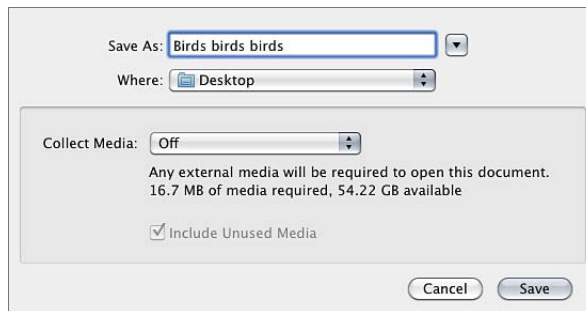 Save As: Birds birds birds
Where: Desktop
Collect Media: Off
Any external media will be required to open this document.
16.7 MB of media required, 54.22 GB available
Include Unused Media
Cancel Save